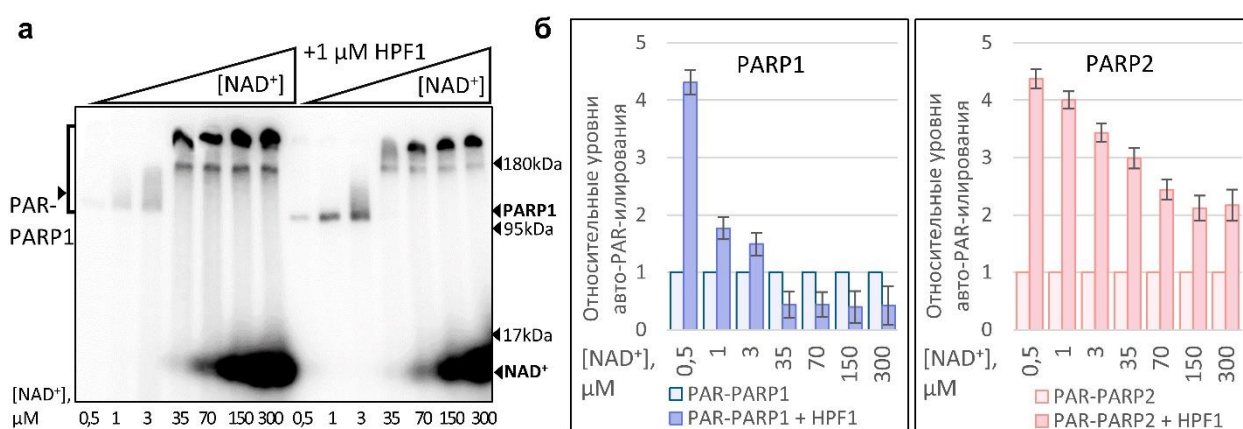 а
+1 µM HPF1
[NAD⁺]
[NAD⁺]
180kDa
PAR-
PARP1
PARP1
95kDa
17kDa
NAD⁺
[NAD⁺],
µM
0,5 1 3 35 70 150 300 0,5 1 3 35 70 150 300
б
Относительные уровни
авто-PAR-илирования
5
4
3
2
1
0
PARP1
[NAD⁺],
µM
0,5 1 3 35 70 150 300
PAR-PARP1
PAR-PARP1 + HPF1
Относительные уровни
авто-PAR-илирования
5
4
3
2
1
0
PARP2
[NAD⁺],
µM
0,5 1 3 35 70 150 300
PAR-PARP2
PAR-PARP2 + HPF1